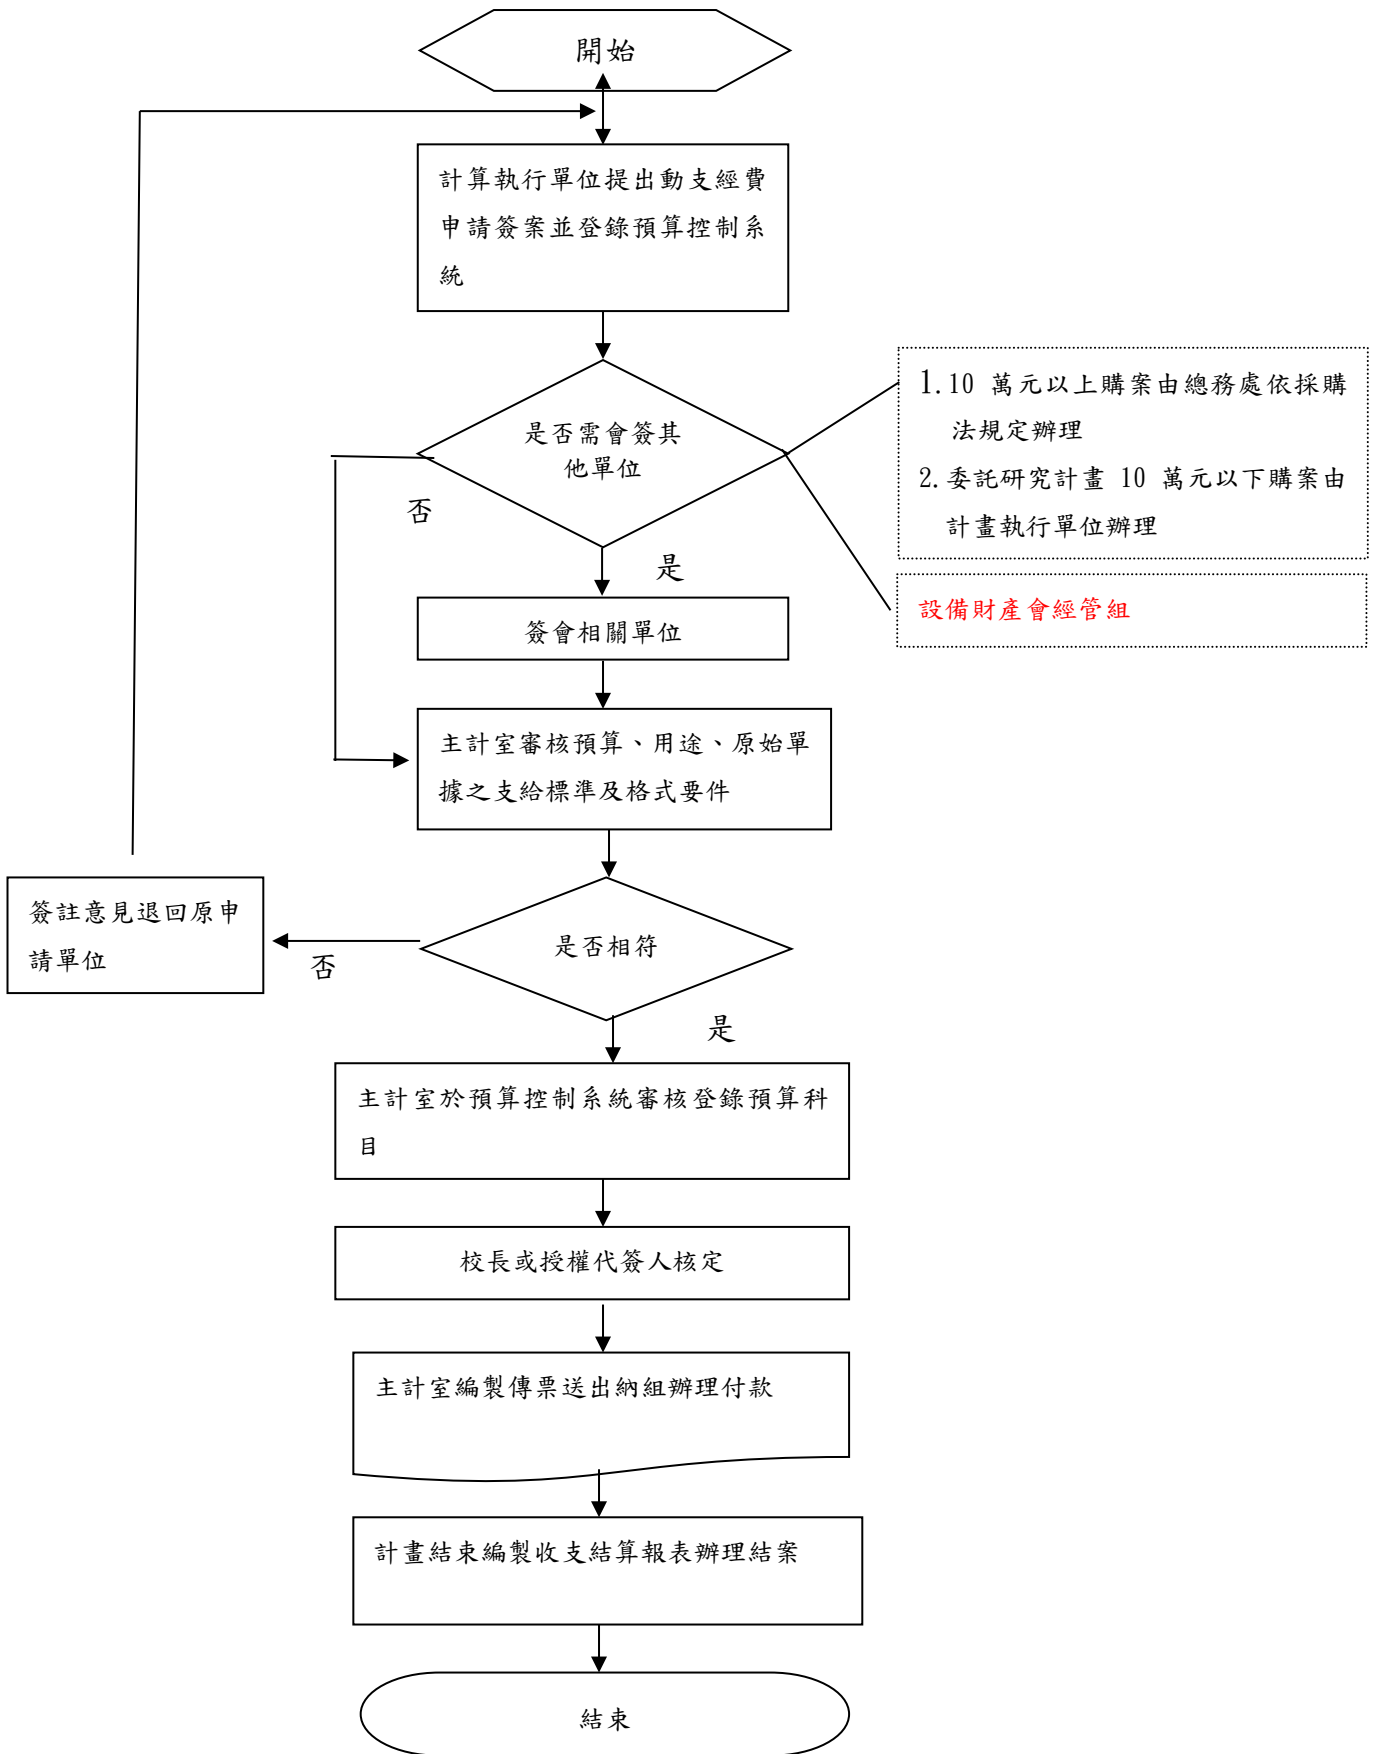 開始
計算執行單位提出動支經費
申請簽案並登錄預算控制系
統
是否需會簽其
他單位
1.10 萬元以上購案由總務處依採購
法規定辦理
2.委託研究計畫 10 萬元以下購案由
計畫執行單位辦理
否
是
設備財產會經管組
簽會相關單位
主計室審核預算、用途、原始單
據之支給標準及格式要件
簽註意見退回原申
請單位
否
是否相符
是
主計室於預算控制系統審核登錄預算科
目
校長或授權代簽人核定
主計室編製傳票送出納組辦理付款
計畫結束編製收支結算報表辦理結案
結束